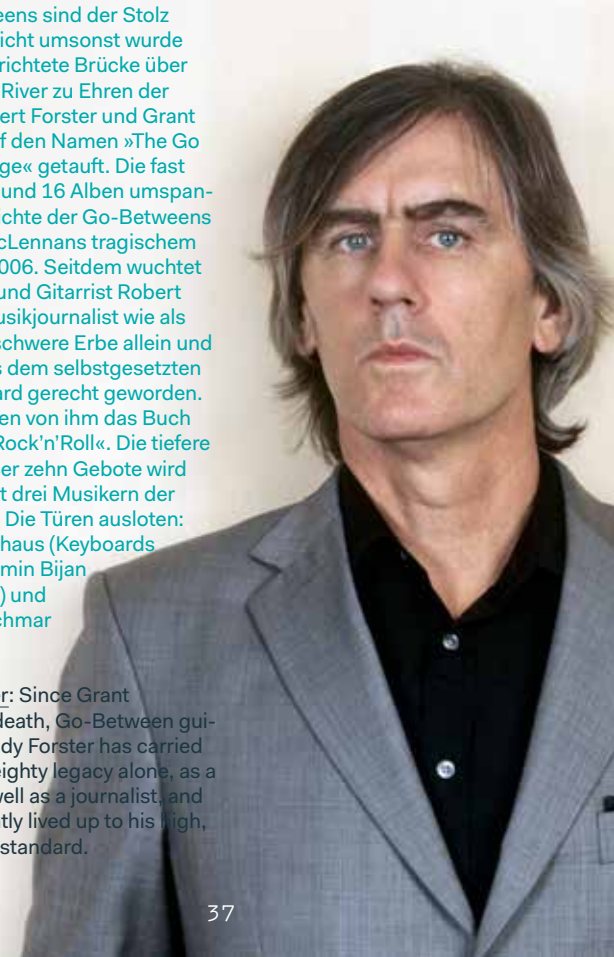 eens sind der Stolz
icht umsonst wurde
richtete Brücke über
River zu Ehren der
ert Forster und Grant
f den Namen »The Go
ge« getauft. Die fast
und 16 Alben umspan-
ichte der Go-Betweens
cLennans tragischem
006. Seitdem wuchtet
und Gitarrist Robert
usikjournalist wie als
schwere Erbe allein und
s dem selbstgesetzten
ard gerecht geworden.
en von ihm das Buch
Rock’n’Roll«. Die tiefere
er zehn Gebote wird
t drei Musikern der
Die Türen ausloten:
haus (Keyboards
min Bijan
) und
chmar
r: Since Grant
death, Go-Between gui-
dy Forster has carried
eighty legacy alone, as a
well as a journalist, and
tly lived up to his high,
standard.
37